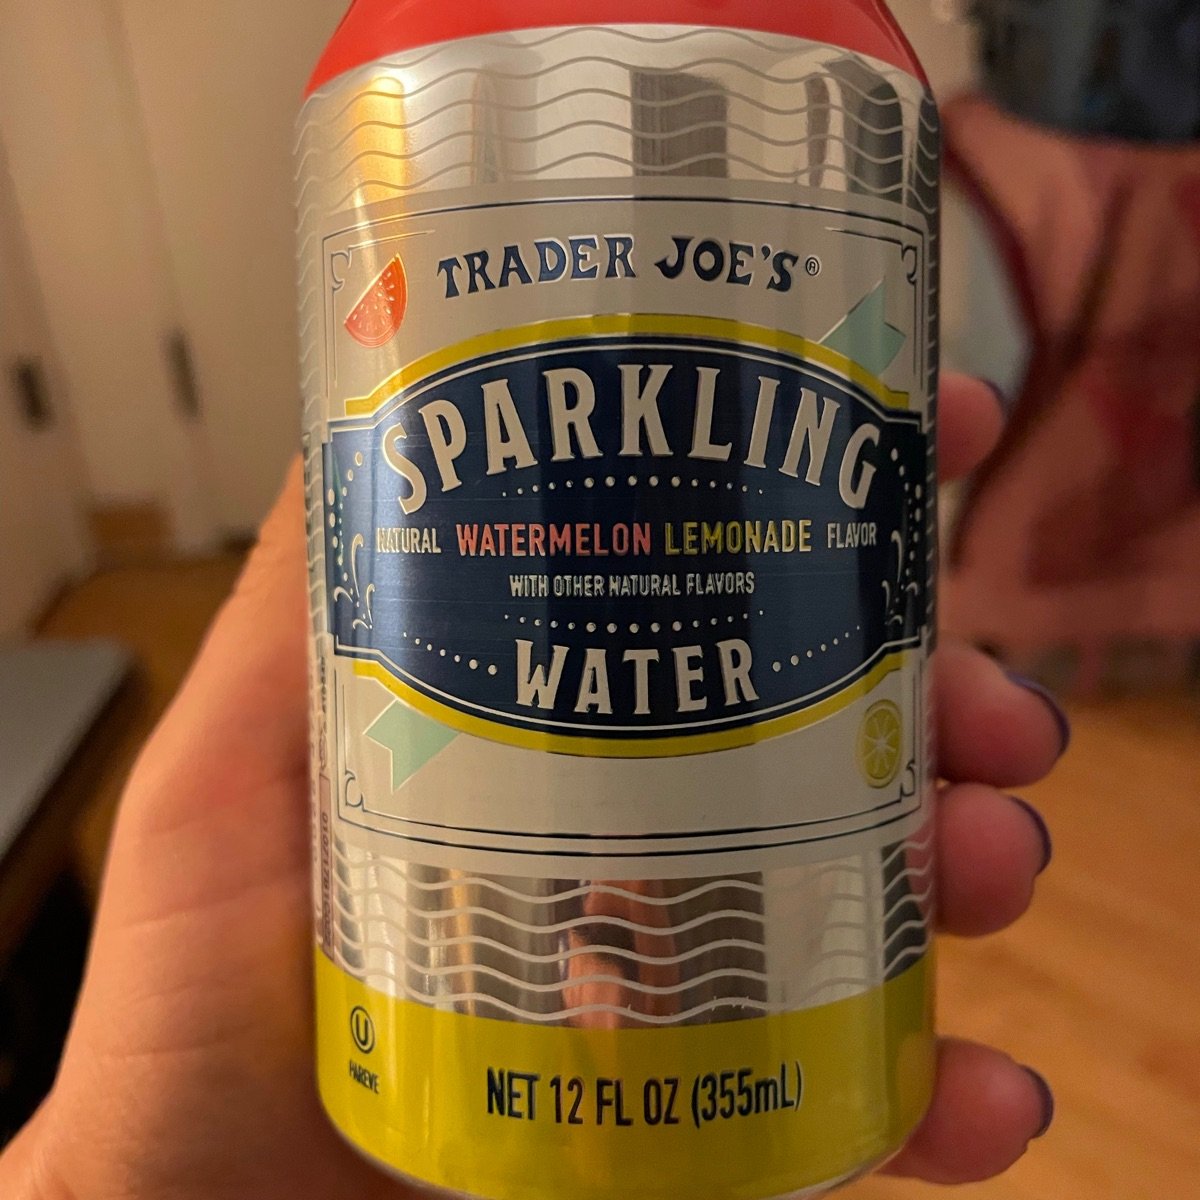 TRADER JOE'S®
SPARKLING
NATURAL WATERMELON LEMONADE FLAVOR
WITH OTHER NATURAL FLAVORS
WATER
U
PAREVE
NET 12 FL OZ (355mL)